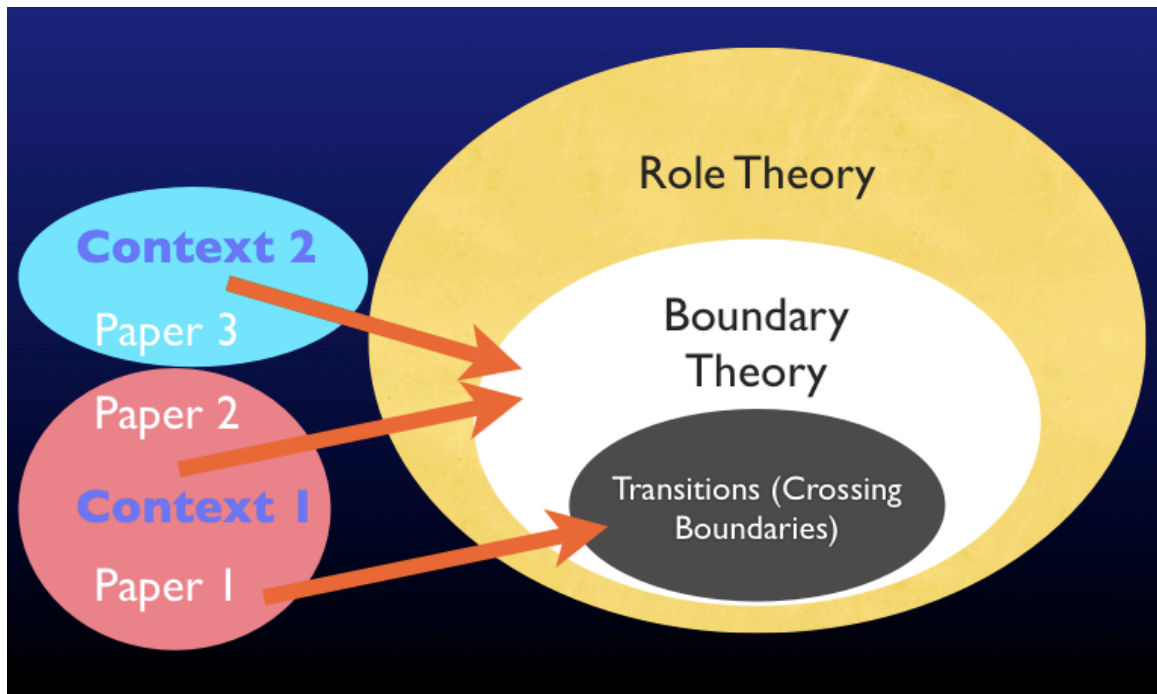 Role Theory
Context 2
Paper 3
Boundary
Theory
Paper 2
Context 1
Paper 1
Transitions (Crossing
Boundaries)